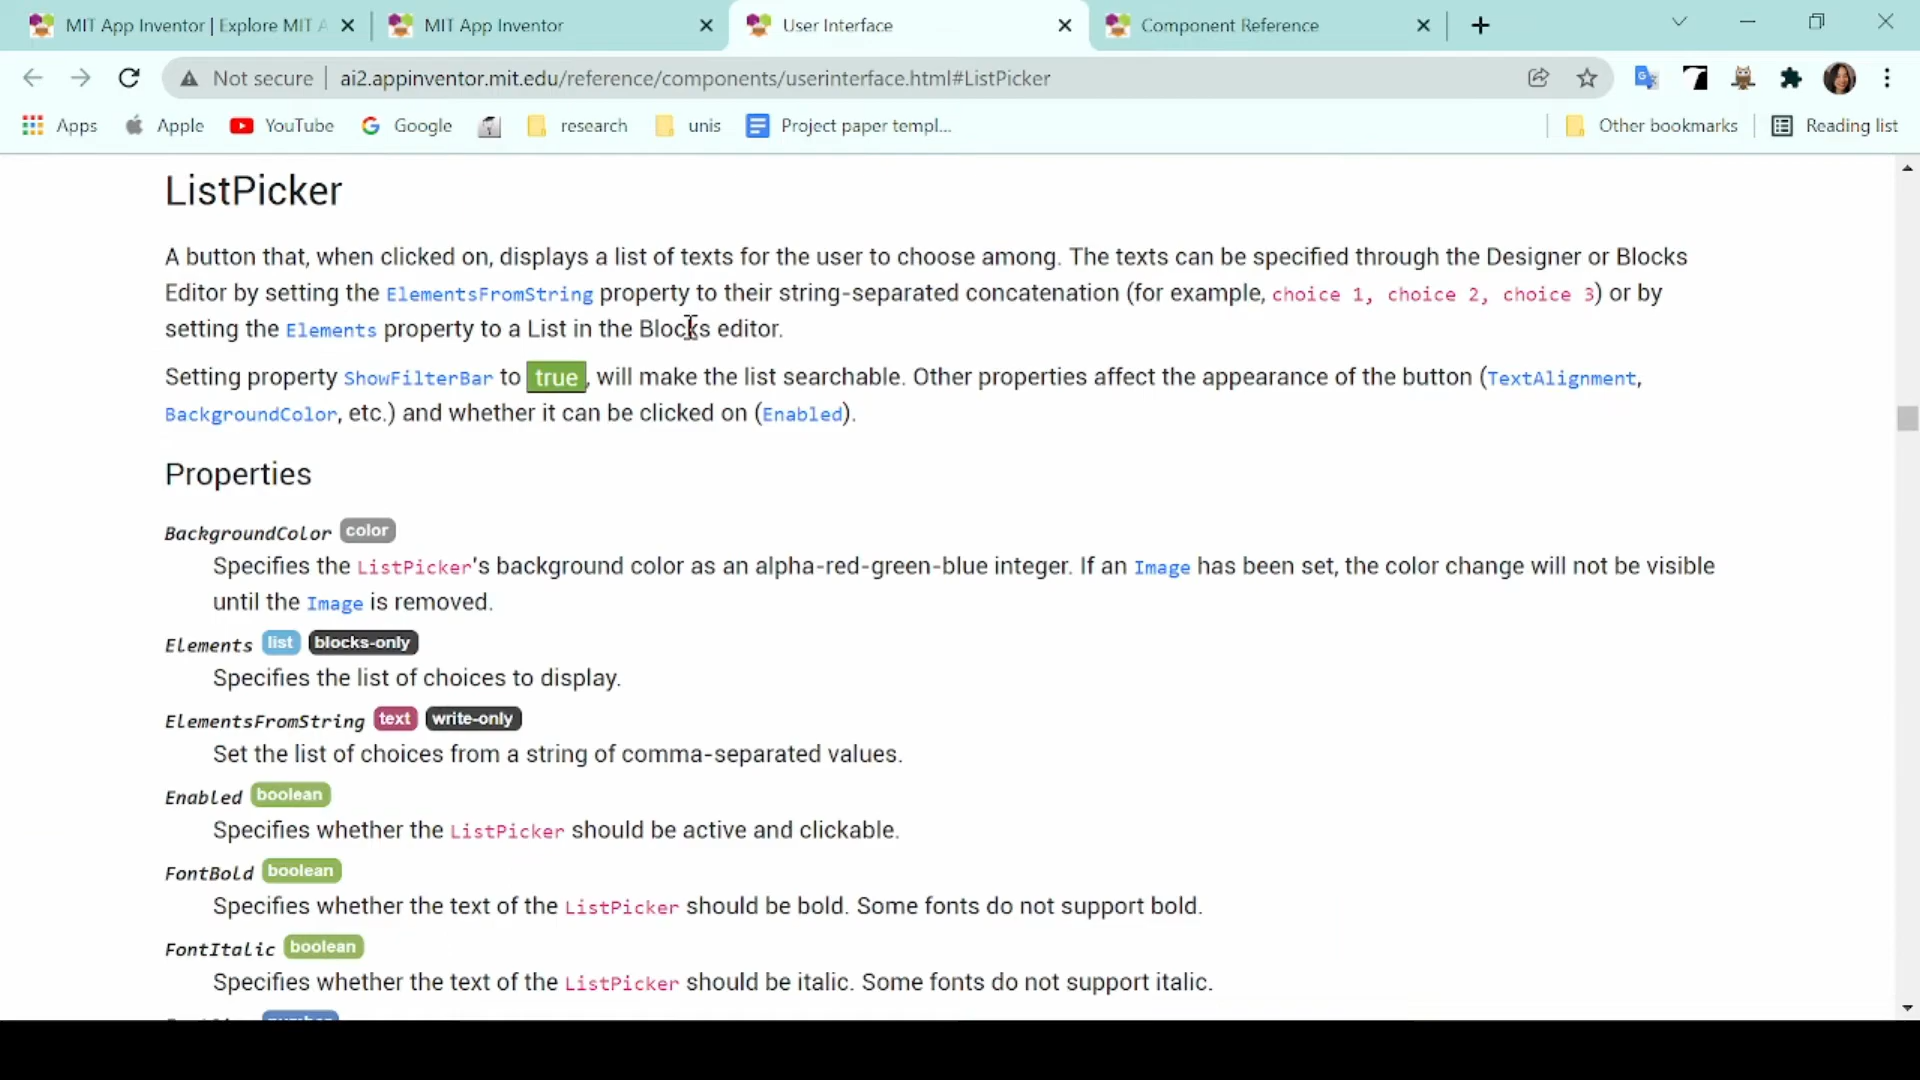 MIT App Inventor | Explore MIT A
MIT App Inventor
User Interface
Component Reference
Not secure
ai2.appinventor.mit.edu/reference/components/userinterface.html#ListPicker
Apps
Apple
YouTube
Google
research
unis
Project paper templ...
Other bookmarks
Reading list
ListPicker
A button that, when clicked on, displays a list of texts for the user to choose among. The texts can be specified through the Designer or Blocks
Editor by setting the ElementsFromString property to their string-separated concatenation (for example, choice 1, choice 2, choice 3) or by
setting the Elements property to a List in the Blocks editor.
Setting property ShowFilterBar to true, will make the list searchable. Other properties affect the appearance of the button (TextAlignment,
BackgroundColor, etc.) and whether it can be clicked on (Enabled).
Properties
BackgroundColor color
Specifies the ListPicker's background color as an alpha-red-green-blue integer. If an Image has been set, the color change will not be visible
until the Image is removed.
Elements list blocks-only
Specifies the list of choices to display.
ElementsFromString text write-only
Set the list of choices from a string of comma-separated values.
Enabled boolean
Specifies whether the ListPicker should be active and clickable.
FontBold boolean
Specifies whether the text of the ListPicker should be bold. Some fonts do not support bold.
FontItalic boolean
Specifies whether the text of the ListPicker should be italic. Some fonts do not support italic.